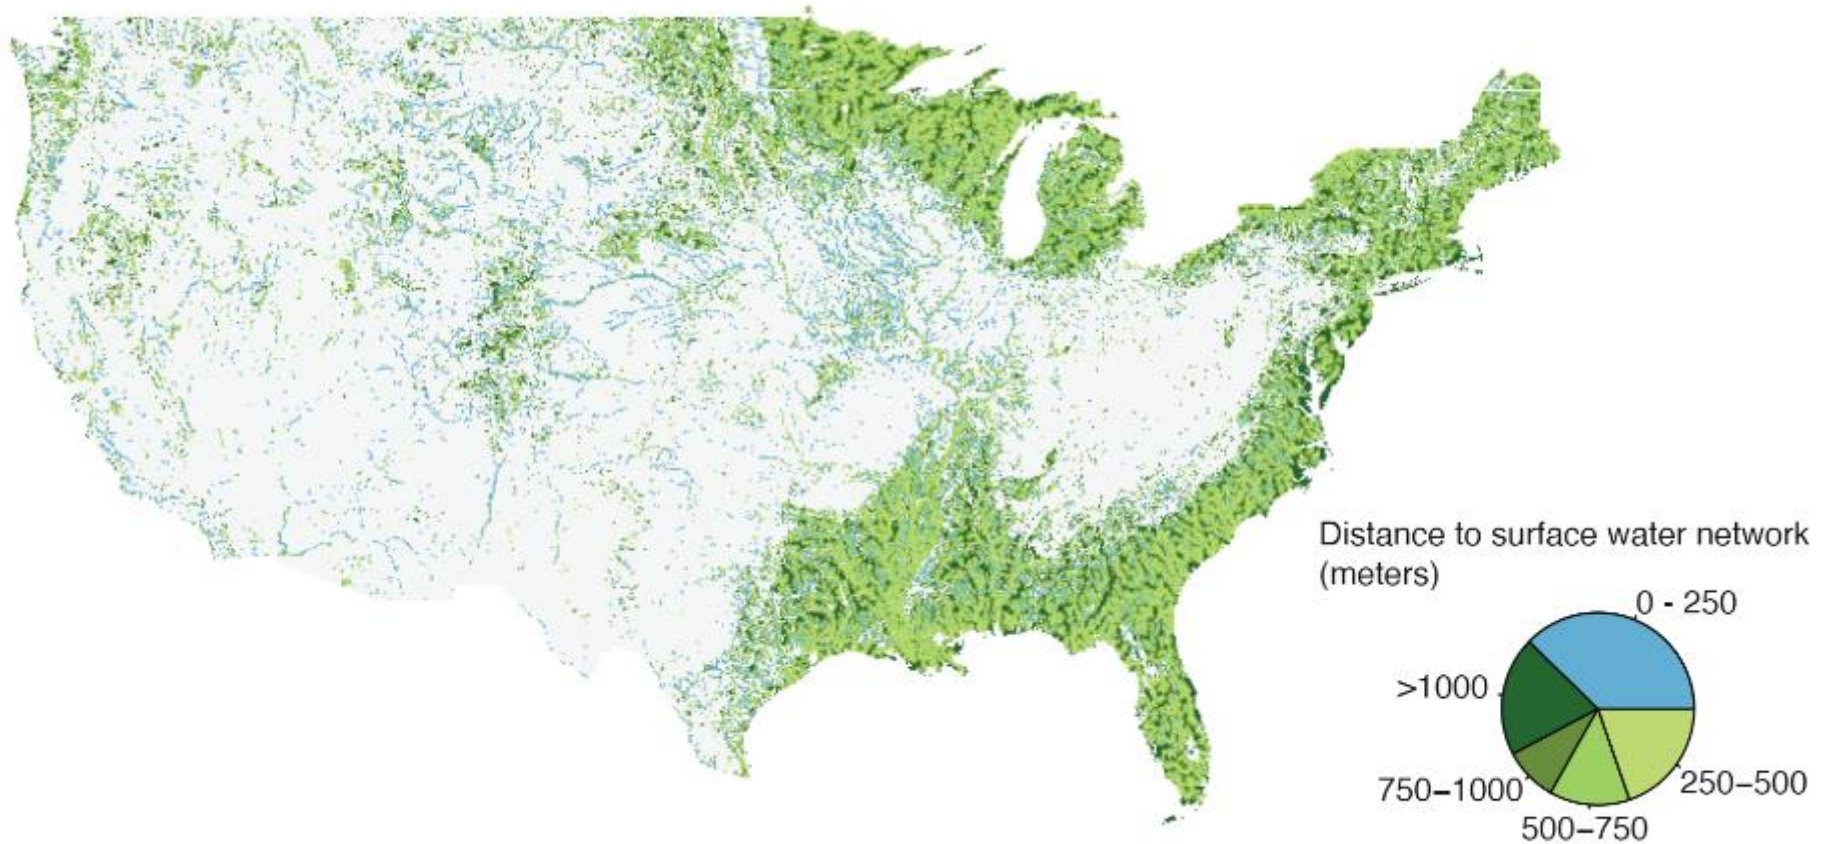 Distance to surface water network
(meters)
0 - 250
>1000
750–1000
250–500
500–750